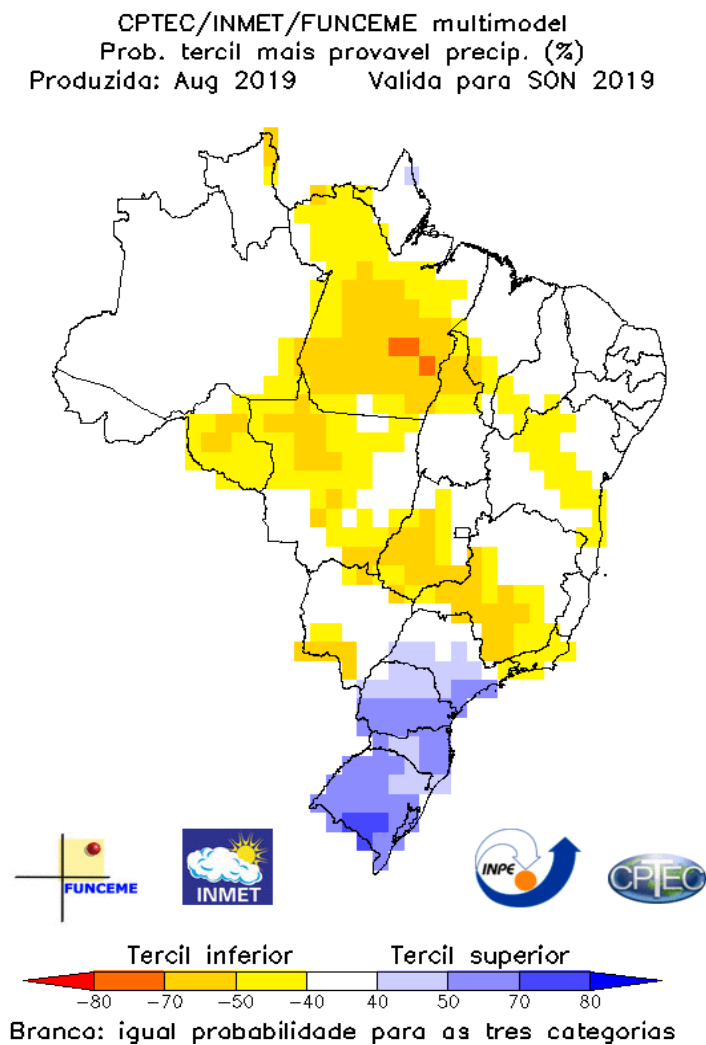 CPTEC/INMET/FUNCEME multimodel
Prob. tercil mais provavel precip. (%)
Produzida: Aug 2019 Valida para SON 2019
FUNCEME
INMET
INPE
CPTEC
Tercil inferior Tercil superior
-80 -70 -50 -40 40 50 70 80
Branca: igual probabilidade para as tres categorias